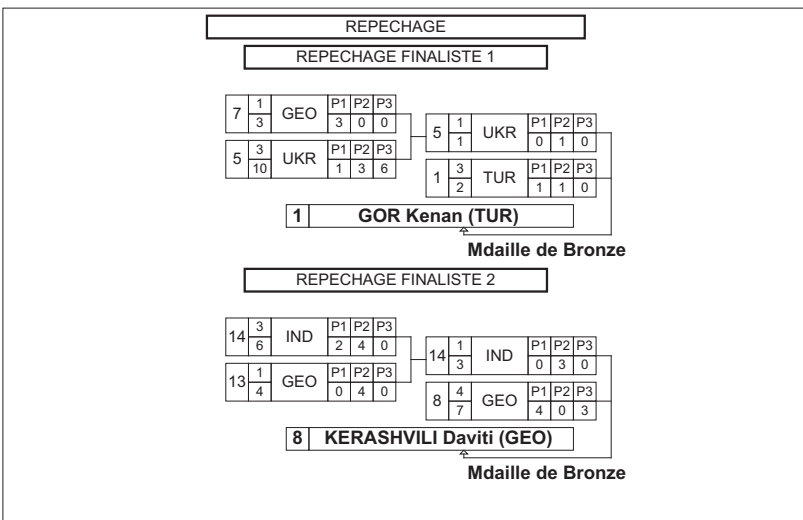 REPECHAGE
REPECHAGE FINALISTE 1
7 1 GEO P1 P2 P3
3 3 0 0
5 3 UKR P1 P2 P3
10 1 3 6
5 1 UKR P1 P2 P3
1 0 1 0
1 3 TUR P1 P2 P3
2 1 1 0
1 GOR Kenan (TUR)
Mdaille de Bronze
REPECHAGE FINALISTE 2
14 3 IND P1 P2 P3
6 2 4 0
13 1 GEO P1 P2 P3
4 0 4 0
14 1 IND P1 P2 P3
3 0 3 0
8 4 GEO P1 P2 P3
7 4 0 3
8 KERASHVILI Daviti (GEO)
Mdaille de Bronze